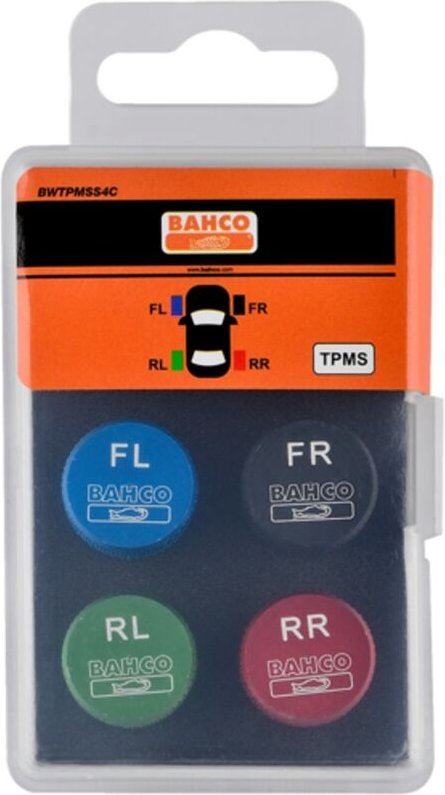 BWTPMSS4C
BAHCO
www.bahco.com
FL FR
RL RR
TPMS
FL FR
BAHCO BAHCO
RL RR
BAHCO BAHCO